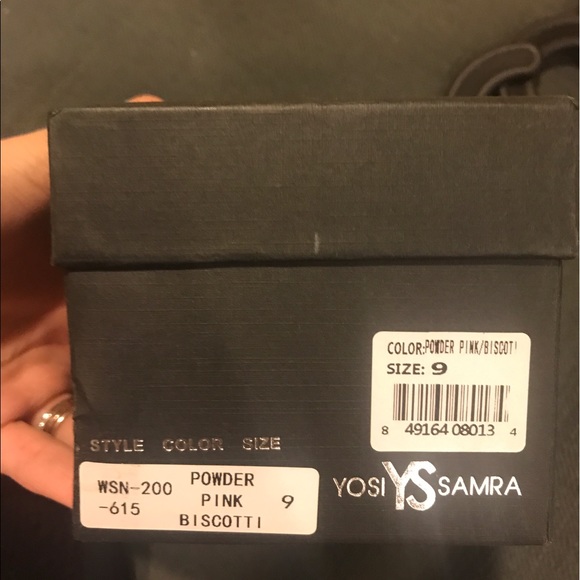 COLOR:POWDER PINK/BISCOTI
SIZE: 9
8 49164 08013 4
STYLE COLOR SIZE
WSN-200
-615
POWDER
PINK
BISCOTTI
9
YOSI YS SAMRA